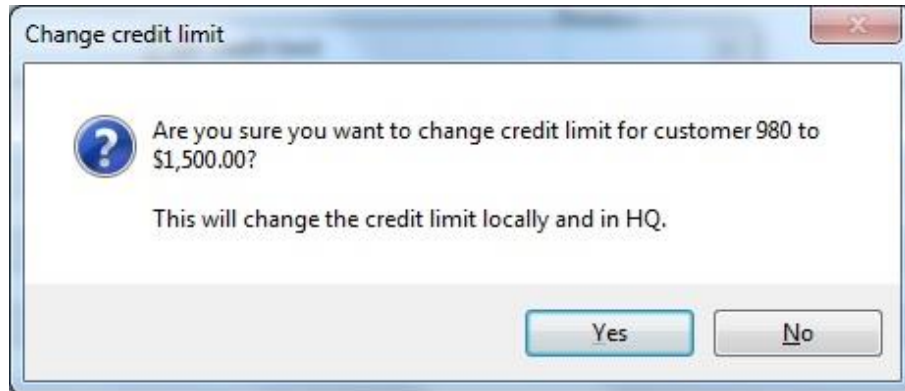 Change credit limit
Are you sure you want to change credit limit for customer 980 to
$1,500.00?
This will change the credit limit locally and in HQ.
Yes
No